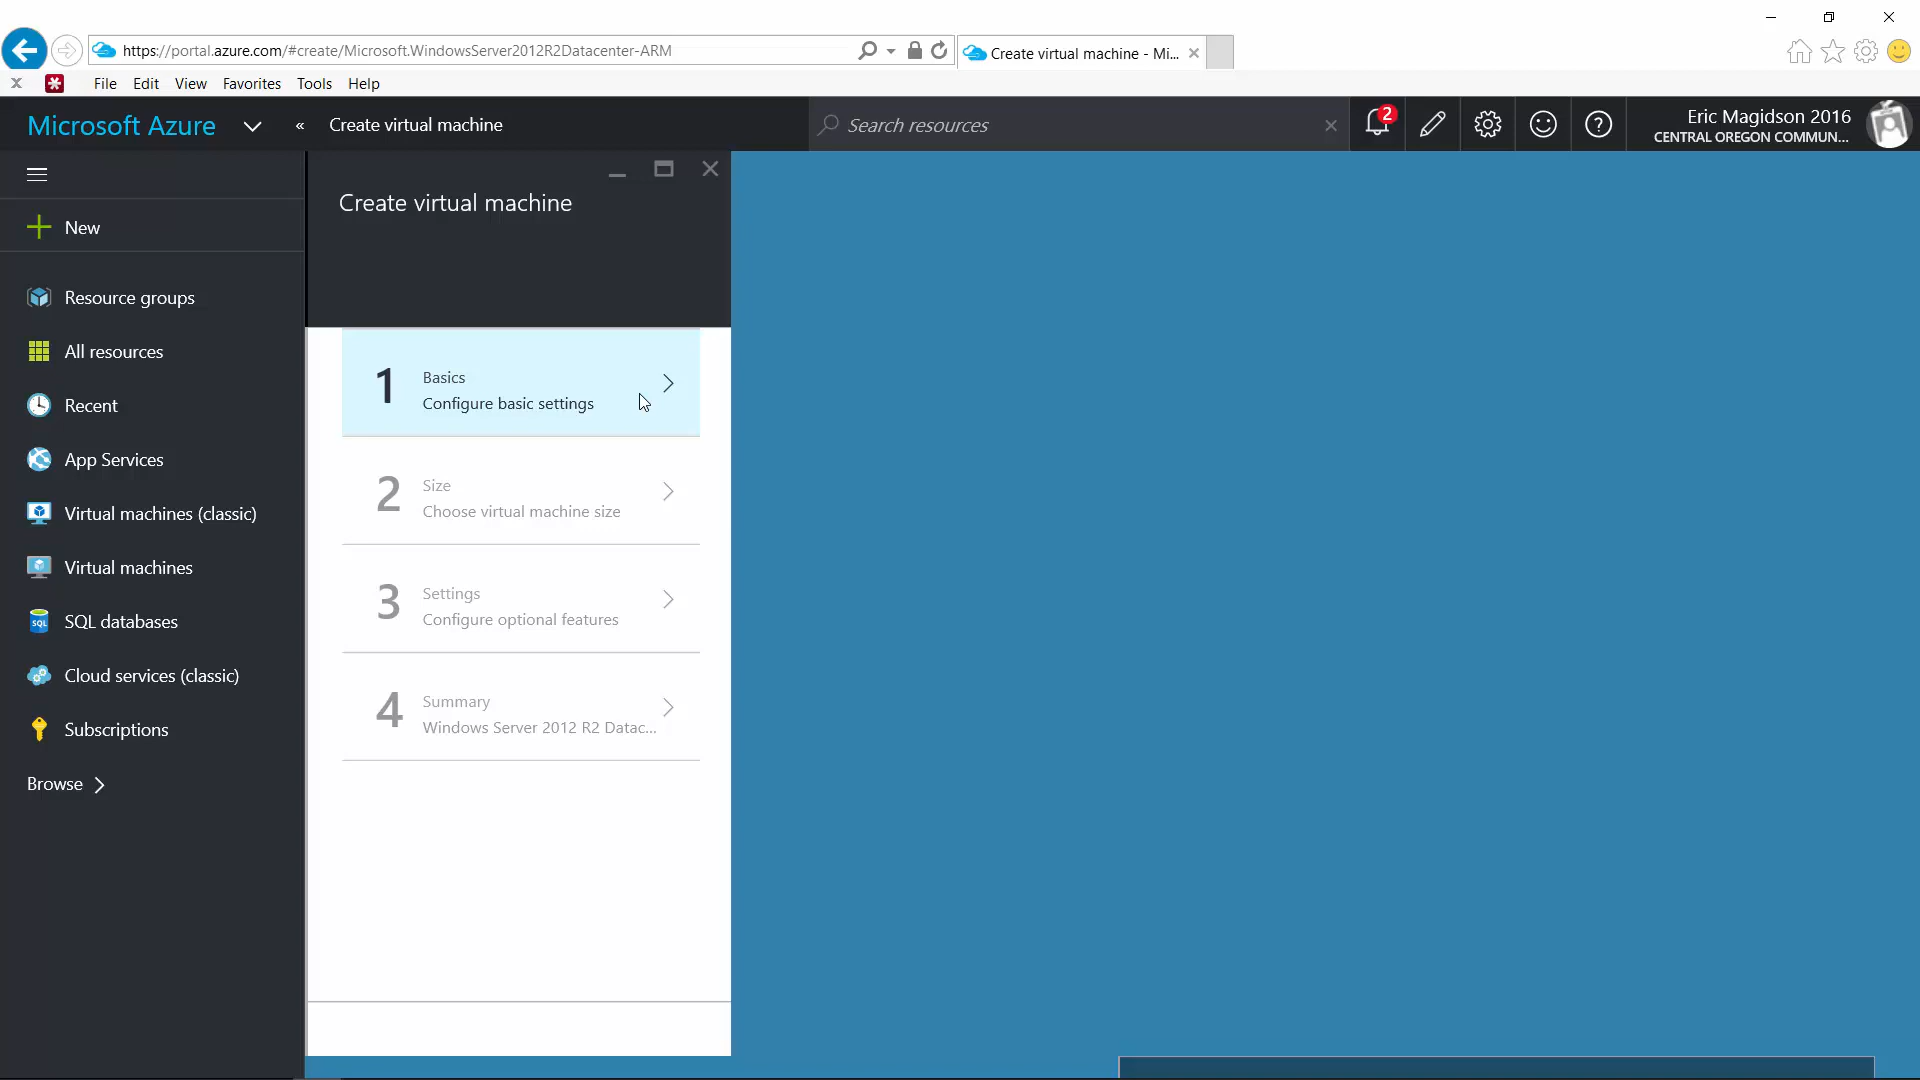 https://portal.azure.com/#create/Microsoft.WindowsServer2012R2Datacenter-ARM
Create virtual machine - Mi...
File Edit View Favorites Tools Help
Microsoft Azure
Create virtual machine
Search resources
2
Eric Magidson 2016
CENTRAL OREGON COMMUN...
New
Resource groups
All resources
Recent
App Services
Virtual machines (classic)
Virtual machines
SQL
SQL databases
Cloud services (classic)
Subscriptions
Browse
Create virtual machine
1
Basics
Configure basic settings
2
Size
Choose virtual machine size
3
Settings
Configure optional features
4
Summary
Windows Server 2012 R2 Datac...